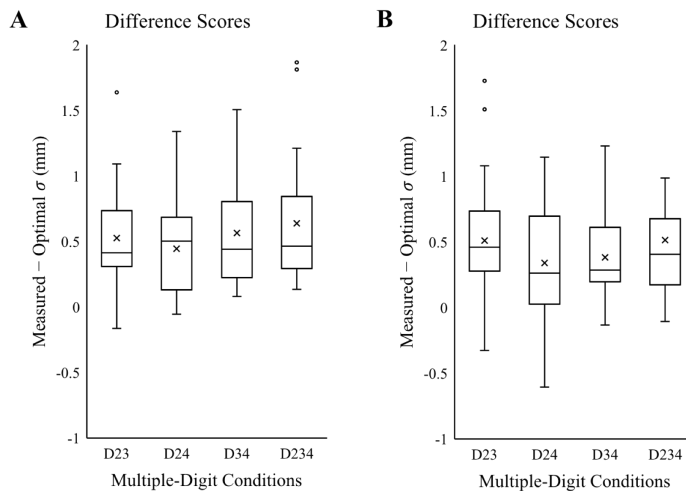 A
Difference Scores
2
1.5
1
0.5
0
-0.5
-1
Measured – Optimal σ (mm)
D23 D24 D34 D234
Multiple-Digit Conditions
B
Difference Scores
2
1.5
1
0.5
0
-0.5
-1
Measured – Optimal σ (mm)
D23 D24 D34 D234
Multiple-Digit Conditions